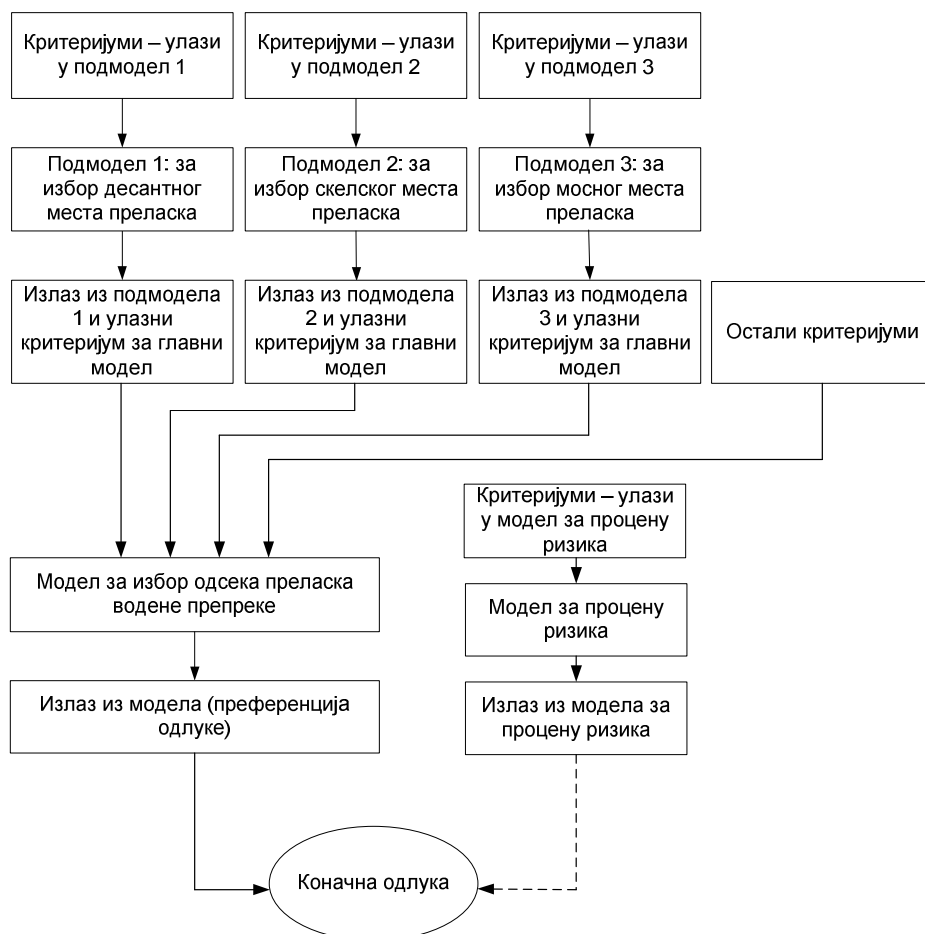 Критеријуми – улази
у подмодел 1
Критеријуми – улази
у подмодел 2
Критеријуми – улази
у подмодел 3
Подмодел 1: за
избор десантног
места преласка
Подмодел 2: за
избор скелског места
преласка
Подмодел 3: за
избор мосног места
преласка
Излаз из подмодела
1 и улазни
критеријум за главни
модел
Излаз из подмодела
2 и улазни
критеријум за главни
модел
Излаз из подмодела
3 и улазни
критеријум за главни
модел
Остали критеријуми
Критеријуми – улази
у модел за процену
ризика
Модел за избор одсека преласка
водене препреке
Модел за процену
ризика
Излаз из модела (преференција
одлуке)
Излаз из модела за
процену ризика
Коначна одлука